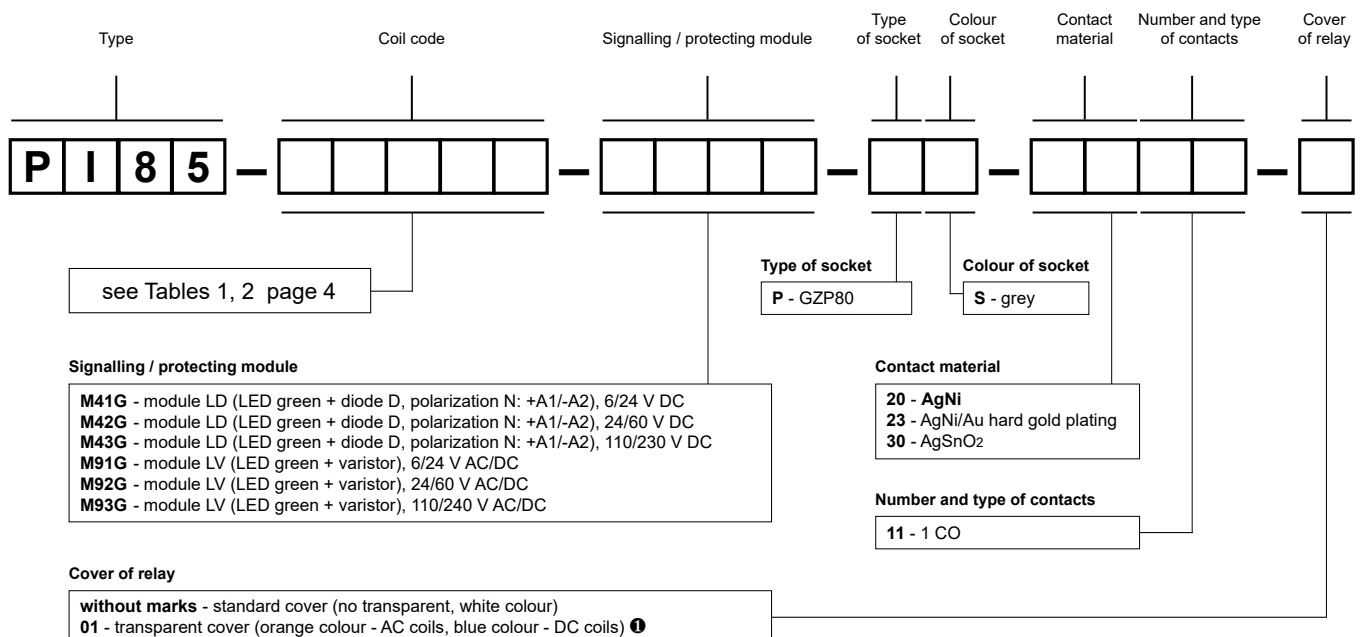 Type
Coil code
Signalling / protecting module
Type
of socket
Colour
of socket
Contact
material
Number and type
of contacts
Cover
of relay
P I 8 5 – – – – –
see Tables 1, 2 page 4
Type of socket
P - GZP80
Colour of socket
S - grey
Signalling / protecting module
M41G - module LD (LED green + diode D, polarization N: +A1/-A2), 6/24 V DC
M42G - module LD (LED green + diode D, polarization N: +A1/-A2), 24/60 V DC
M43G - module LD (LED green + diode D, polarization N: +A1/-A2), 110/230 V DC
M91G - module LV (LED green + varistor), 6/24 V AC/DC
M92G - module LV (LED green + varistor), 24/60 V AC/DC
M93G - module LV (LED green + varistor), 110/240 V AC/DC
Contact material
20 - AgNi
23 - AgNi/Au hard gold plating
30 - AgSnO2
Number and type of contacts
11 - 1 CO
Cover of relay
without marks - standard cover (no transparent, white colour)
01 - transparent cover (orange colour - AC coils, blue colour - DC coils) ❶